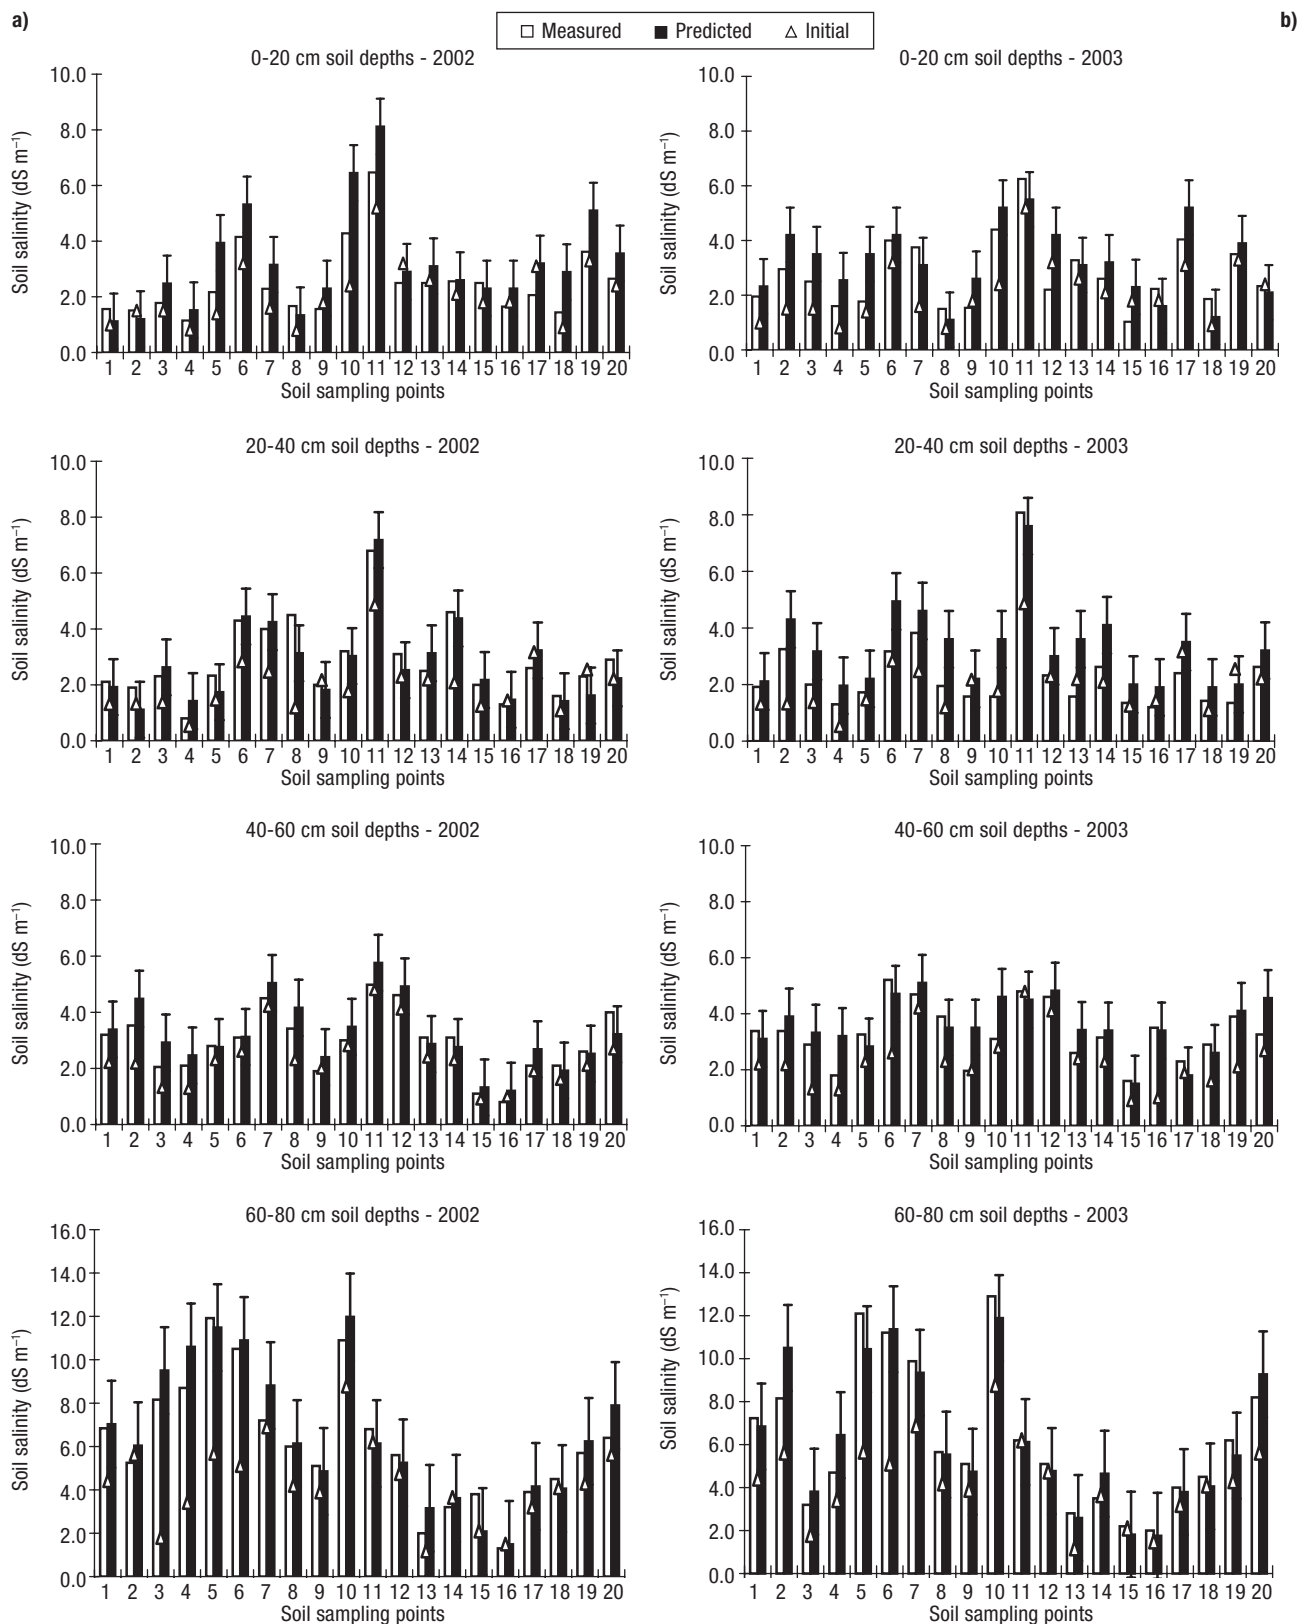 a)
b)
Measured Predicted Initial
0-20 cm soil depths - 2002
Soil salinity (dS m⁻¹)
10.0
8.0
6.0
4.0
2.0
0.0
1 2 3 4 5 6 7 8 9 10 11 12 13 14 15 16 17 18 19 20
Soil sampling points
0-20 cm soil depths - 2003
Soil salinity (dS m⁻¹)
10.0
8.0
6.0
4.0
2.0
0.0
1 2 3 4 5 6 7 8 9 10 11 12 13 14 15 16 17 18 19 20
Soil sampling points
20-40 cm soil depths - 2002
Soil salinity (dS m⁻¹)
10.0
8.0
6.0
4.0
2.0
0.0
1 2 3 4 5 6 7 8 9 10 11 12 13 14 15 16 17 18 19 20
Soil sampling points
20-40 cm soil depths - 2003
Soil salinity (dS m⁻¹)
10.0
8.0
6.0
4.0
2.0
0.0
1 2 3 4 5 6 7 8 9 10 11 12 13 14 15 16 17 18 19 20
Soil sampling points
40-60 cm soil depths - 2002
Soil salinity (dS m⁻¹)
10.0
8.0
6.0
4.0
2.0
0.0
1 2 3 4 5 6 7 8 9 10 11 12 13 14 15 16 17 18 19 20
Soil sampling points
40-60 cm soil depths - 2003
Soil salinity (dS m⁻¹)
10.0
8.0
6.0
4.0
2.0
0.0
1 2 3 4 5 6 7 8 9 10 11 12 13 14 15 16 17 18 19 20
Soil sampling points
60-80 cm soil depths - 2002
Soil salinity (dS m⁻¹)
16.0
14.0
12.0
10.0
8.0
6.0
4.0
2.0
0.0
1 2 3 4 5 6 7 8 9 10 11 12 13 14 15 16 17 18 19 20
Soil sampling points
60-80 cm soil depths - 2003
Soil salinity (dS m⁻¹)
16.0
14.0
12.0
10.0
8.0
6.0
4.0
2.0
0.0
1 2 3 4 5 6 7 8 9 10 11 12 13 14 15 16 17 18 19 20
Soil sampling points